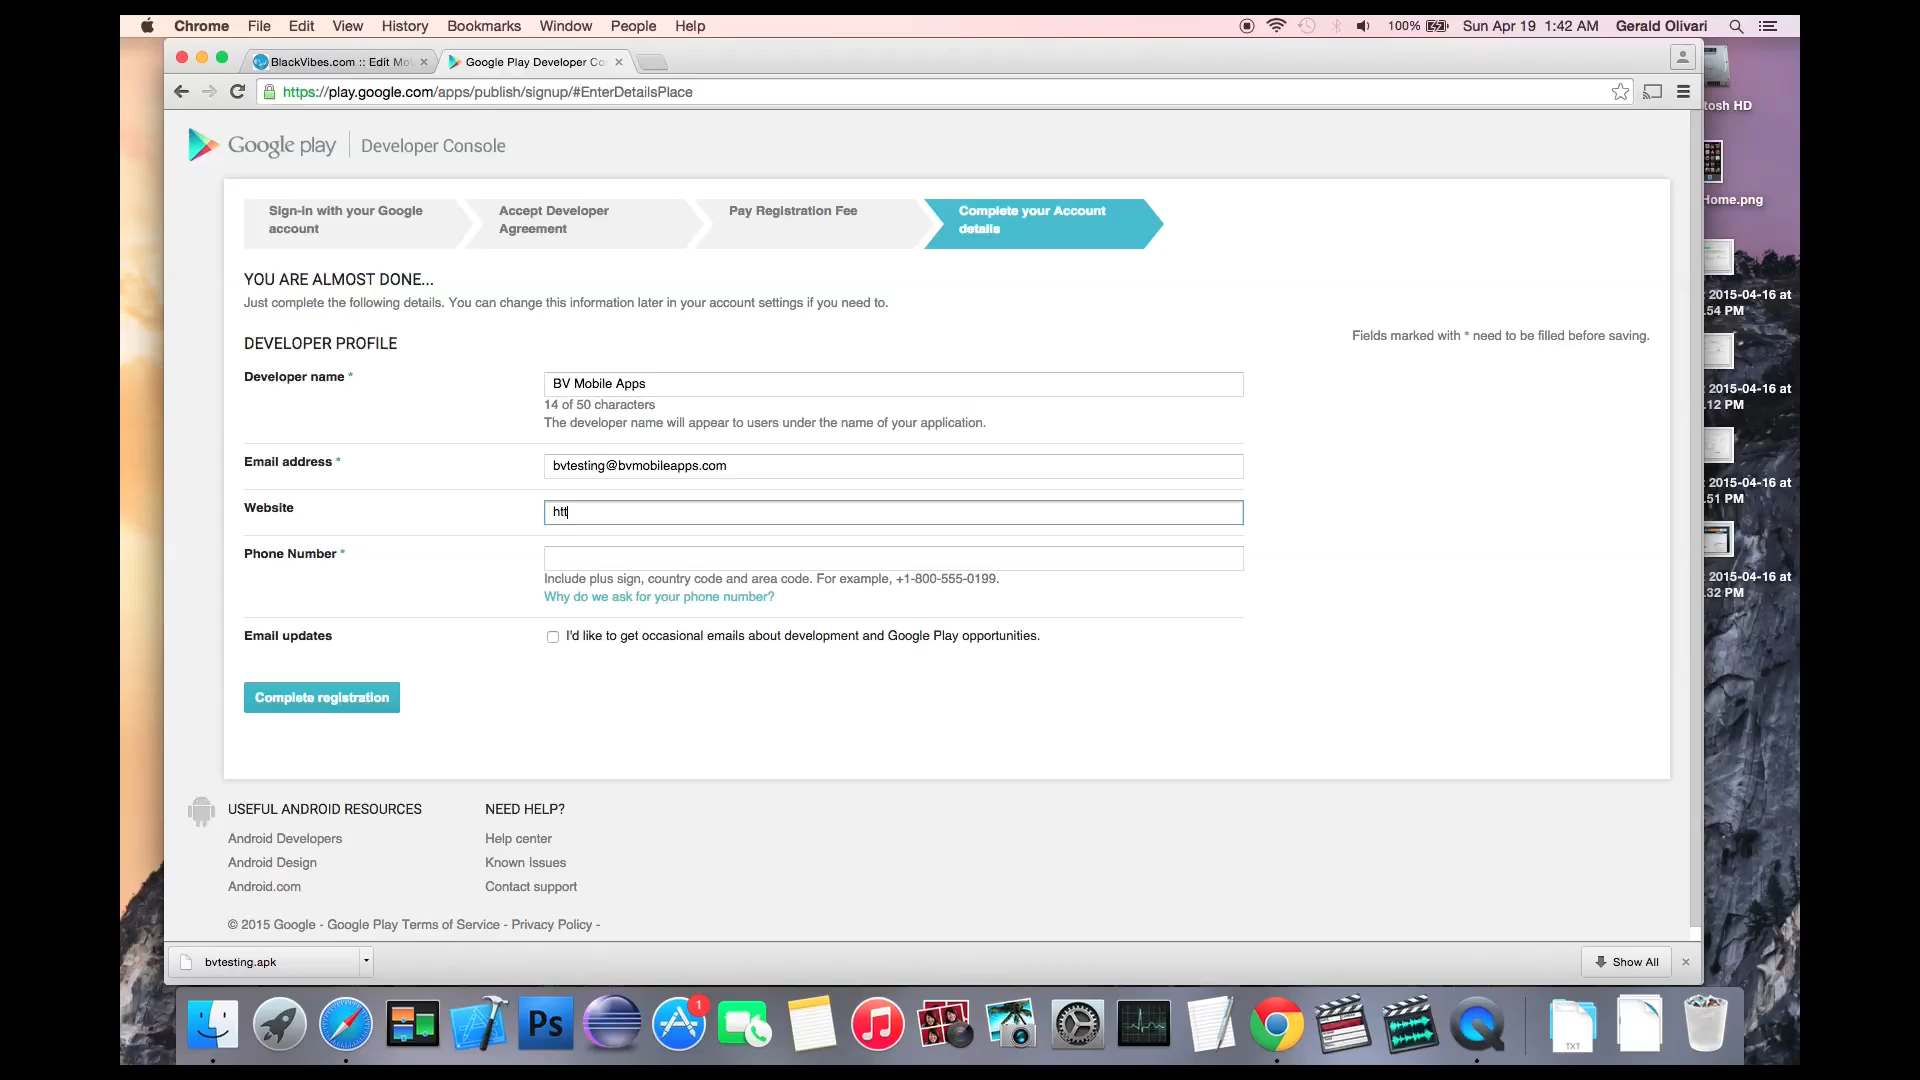 Chrome File Edit View History Bookmarks Window People Help 100% Sun Apr 19 1:42 AM Gerald Olivari
BlackVibes.com :: Edit Mo Google Play Developer Co
https://play.google.com/apps/publish/signup/#EnterDetailsPlace
tosh HD
Home.png
2015-04-16 at
.54 PM
2015-04-16 at
.12 PM
2015-04-16 at
.51 PM
2015-04-16 at
.32 PM
Google play Developer Console
Sign-in with your Google account
Accept Developer Agreement
Pay Registration Fee
Complete your Account details
YOU ARE ALMOST DONE...
Just complete the following details. You can change this information later in your account settings if you need to.
Fields marked with * need to be filled before saving.
DEVELOPER PROFILE
Developer name * BV Mobile Apps
14 of 50 characters
The developer name will appear to users under the name of your application.
Email address * bvtesting@bvmobileapps.com
Website htt
Phone Number *
Include plus sign, country code and area code. For example, +1-800-555-0199.
Why do we ask for your phone number?
Email updates I'd like to get occasional emails about development and Google Play opportunities.
Complete registration
USEFUL ANDROID RESOURCES
Android Developers
Android Design
Android.com
NEED HELP?
Help center
Known Issues
Contact support
© 2015 Google - Google Play Terms of Service - Privacy Policy -
bvtesting.apk Show All
Ps 1 TXT